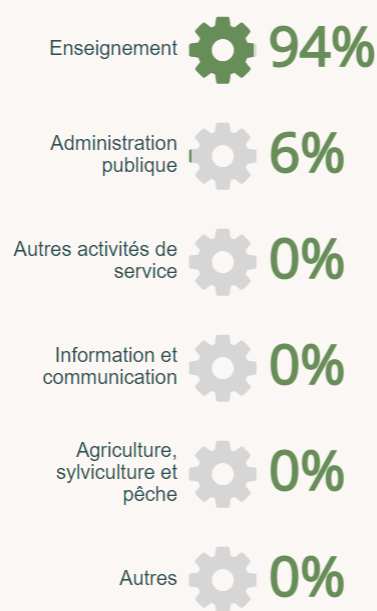 Enseignement 94%
Administration
publique 6%
Autres activités de
service 0%
Information et
communication 0%
Agriculture,
sylviculture et
pêche 0%
Autres 0%